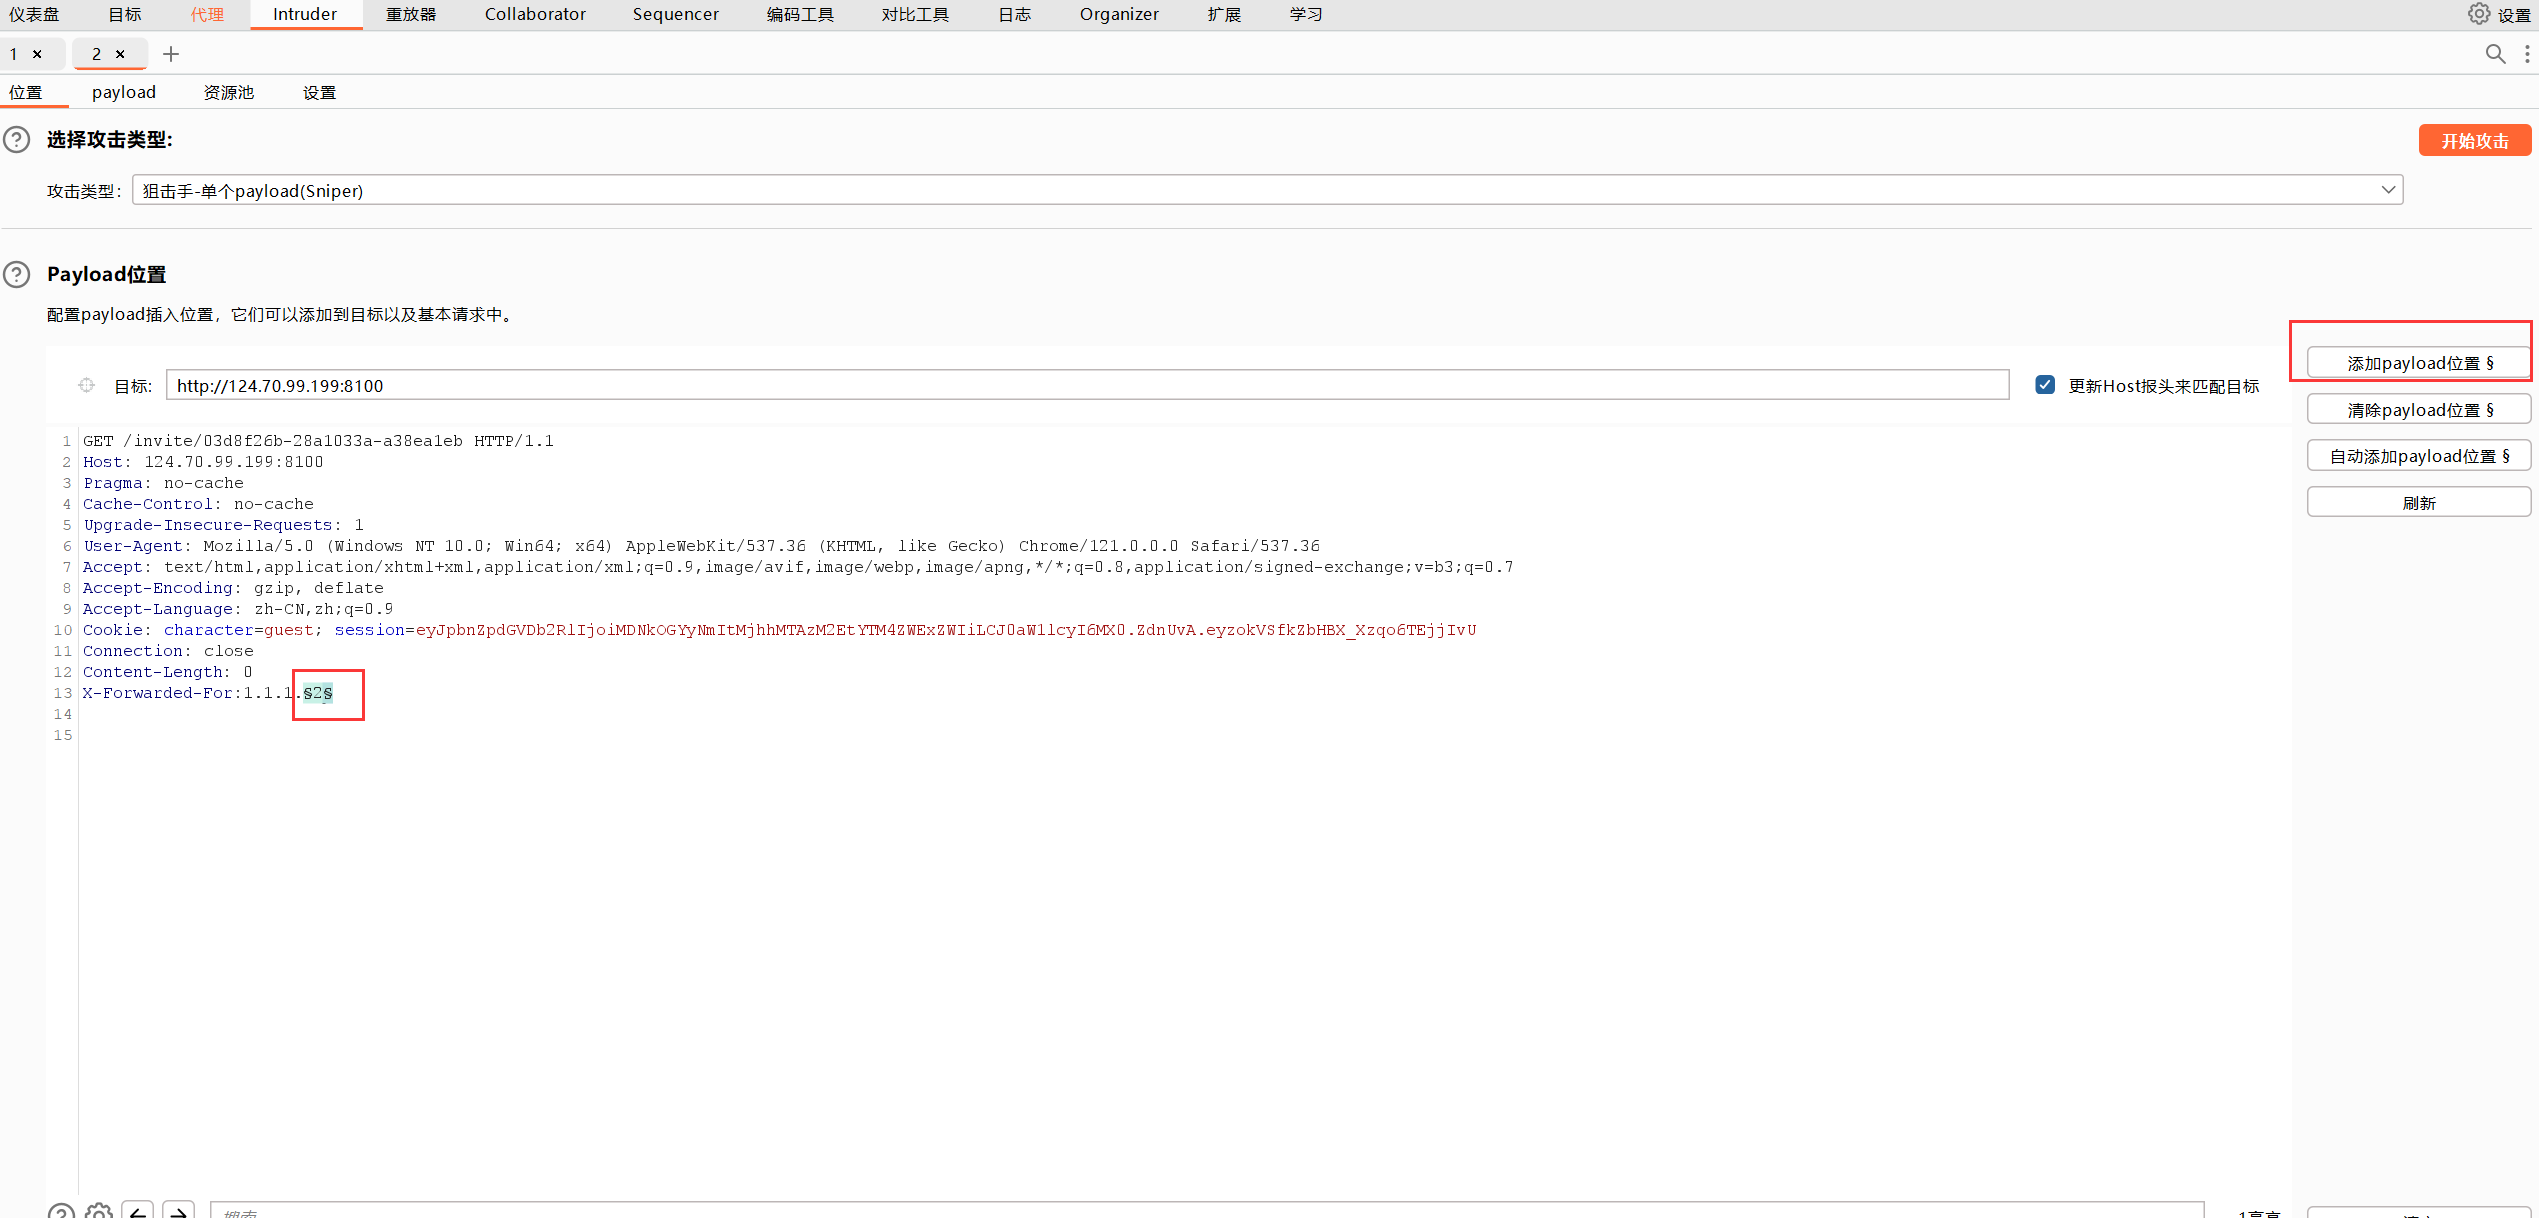 仪表盘 目标 代理 Intruder 重放器 Collaborator Sequencer 编码工具 对比工具 日志 Organizer 扩展 学习 设置
1 × 2 × +
位置 payload 资源池 设置
选择攻击类型: 开始攻击
攻击类型: 狙击手-单个payload(Sniper)
Payload位置
配置payload插入位置，它们可以添加到目标以及基本请求中。
添加payload位置 §
目标: http://124.70.99.199:8100 更新Host报头来匹配目标
清除payload位置 §
自动添加payload位置 §
刷新
1 GET /invite/03d8f26b-28a1033a-a38ea1eb HTTP/1.1
2 Host: 124.70.99.199:8100
3 Pragma: no-cache
4 Cache-Control: no-cache
5 Upgrade-Insecure-Requests: 1
6 User-Agent: Mozilla/5.0 (Windows NT 10.0; Win64; x64) AppleWebKit/537.36 (KHTML, like Gecko) Chrome/121.0.0.0 Safari/537.36
7 Accept: text/html,application/xhtml+xml,application/xml;q=0.9,image/avif,image/webp,image/apng,*/*;q=0.8,application/signed-exchange;v=b3;q=0.7
8 Accept-Encoding: gzip, deflate
9 Accept-Language: zh-CN,zh;q=0.9
10 Cookie: character=guest; session=eyJpbnZpdGVDb2RlIjoiMDNkOGYyNmItMjhhMTAzM2EtYTM4ZWExZWIiLCJ0aW1lcyI6MX0.ZdnUvA.eyzokVSfkZbHBX_Xzqo6TEjjIvU
11 Connection: close
12 Content-Length: 0
13 X-Forwarded-For:1.1.1.§2§
14
15
搜索 1高亮